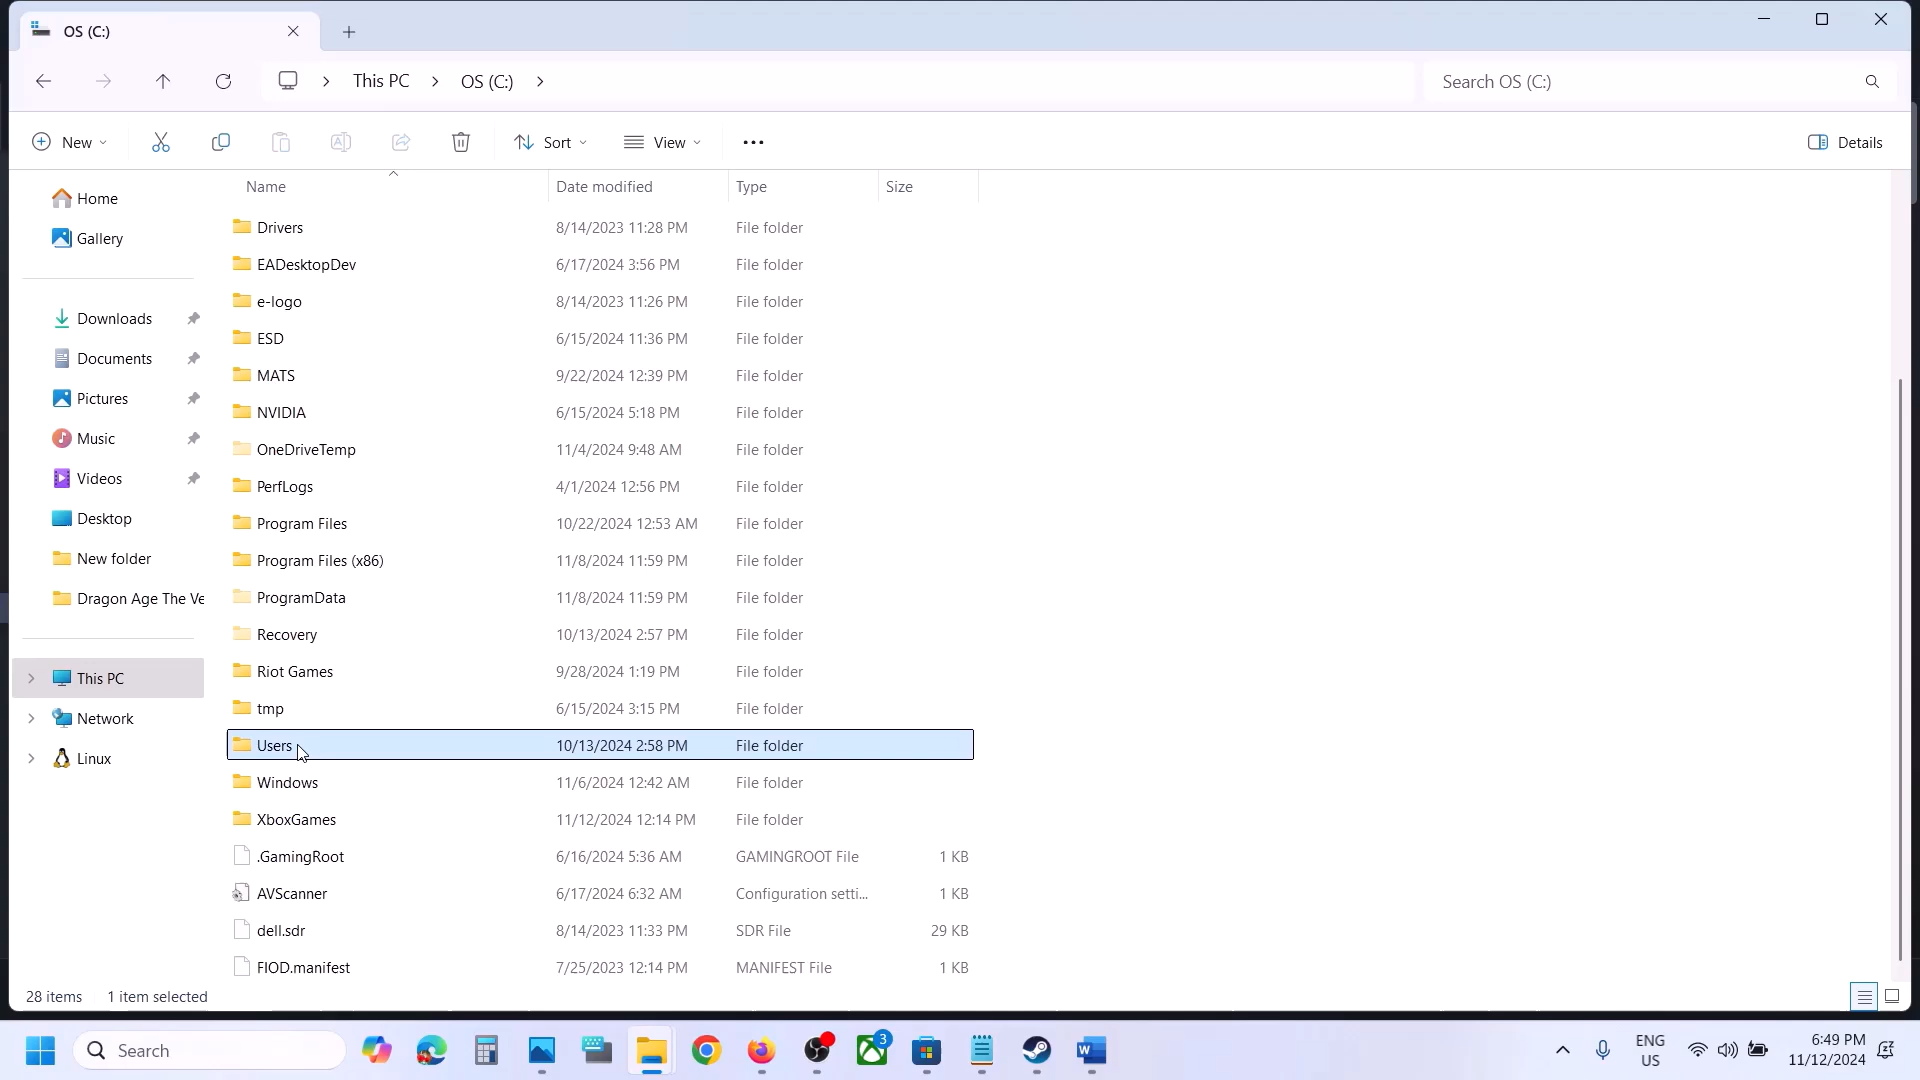 OS (C:)
This PC
OS (C:)
Search OS (C:)
New
Sort
View
Details
Name
Date modified
Type
Size
Home
Gallery
Downloads
Documents
Pictures
Music
Videos
Desktop
New folder
Dragon Age The Ve
This PC
Network
Linux
Drivers 8/14/2023 11:28 PM File folder
EADesktopDev 6/17/2024 3:56 PM File folder
e-logo 8/14/2023 11:26 PM File folder
ESD 6/15/2024 11:36 PM File folder
MATS 9/22/2024 12:39 PM File folder
NVIDIA 6/15/2024 5:18 PM File folder
OneDriveTemp 11/4/2024 9:48 AM File folder
PerfLogs 4/1/2024 12:56 PM File folder
Program Files 10/22/2024 12:53 AM File folder
Program Files (x86) 11/8/2024 11:59 PM File folder
ProgramData 11/8/2024 11:59 PM File folder
Recovery 10/13/2024 2:57 PM File folder
Riot Games 9/28/2024 1:19 PM File folder
tmp 6/15/2024 3:15 PM File folder
Users 10/13/2024 2:58 PM File folder
Windows 11/6/2024 12:42 AM File folder
XboxGames 11/12/2024 12:14 PM File folder
.GamingRoot 6/16/2024 5:36 AM GAMINGROOT File 1 KB
AVScanner 6/17/2024 6:32 AM Configuration setti... 1 KB
dell.sdr 8/14/2023 11:33 PM SDR File 29 KB
FIOD.manifest 7/25/2023 12:14 PM MANIFEST File 1 KB
28 items 1 item selected
Search
3
ENG
US
6:49 PM
11/12/2024